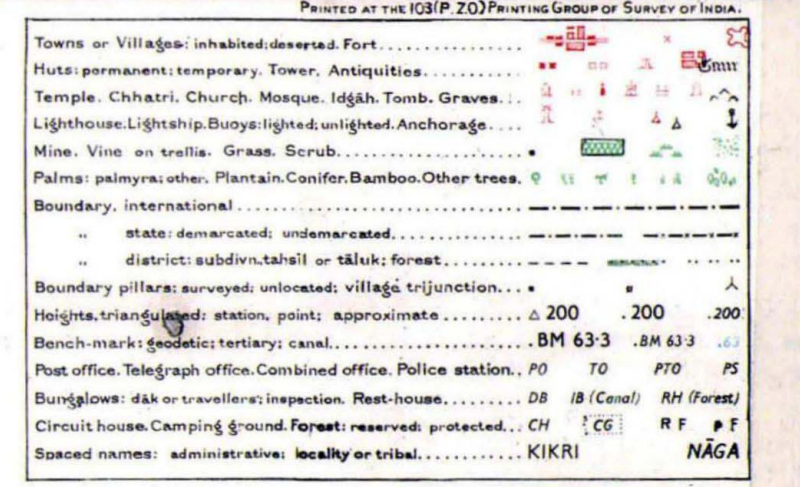 PRINTED AT THE 103(P.Z.O) PRINTING GROUP OF SURVEY OF INDIA.
Towns or Villages: inhabited; deserted. Fort
Huts: permanent; temporary. Tower. Antiquities
Temple. Chhatri. Church. Mosque. Idgāh. Tomb. Graves
Lighthouse. Lightship. Buoys: lighted; unlighted. Anchorage
Mine. Vine on trellis. Grass. Scrub
Palms: palmyra; other. Plantain. Conifer. Bamboo. Other trees.
Boundary, international
„ state: demarcated; undemarcated
„ district: subdivn. tahsil or tāluk; forest
Boundary pillars: surveyed; unlocated; village trijunction
Heights, triangulated: station, point; approximate △ 200 .200 .200
Bench-mark: geodetic; tertiary; canal .BM 63·3 .BM 63·3 .63
Post office. Telegraph office. Combined office. Police station.. PO TO PTO PS
Bungalows: dāk or travellers'; inspection. Rest-house DB IB (Canal) RH (Forest)
Circuit house. Camping ground. Forest: reserved; protected... CH CG RF PF
Spaced names: administrative; locality or tribal KIKRI NĀGA